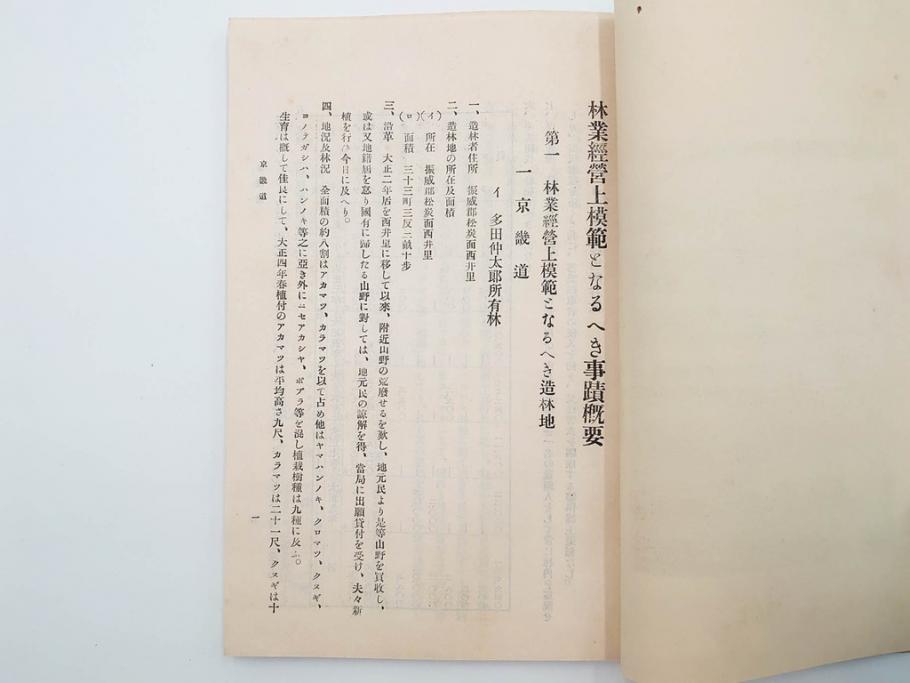 林業經營上模範となるへき事蹟概要
第一 林業經營上模範となるへき造林地
一 京畿道
イ 多田仲太郎所有林
一、造林者住所 振威郡松炭面西井里
二、造林地の所在及面積
(イ) 所在 振威郡松炭面西井里
(ロ) 面積 三十三町三反三畝十步
三、沿革 大正二年居を西井里に移して以來、附近山野の荒廢せるを歎し、地元民より是等山野を買收し、
或は又地籍屆を怠り國有に歸したる山野に對しては、地元民の諒解を得、當局に出願貸付を受け、夫々新
植を行ひ今日に及へり。
四、地況及林況 全面積の約八割はアカマツ、カラマツを以て占め他はヤマハンノキ、クロマツ、クヌギ、
ヨノラガシハ、ハンノキ等之に亞き外にニセアカシヤ、ポプラ等を混し植栽樹種は九種に及ふ。
生育は概して佳良にして、大正四年春植付のアカマツは平均高さ九尺、カラマツは二十一尺、クヌギは十
京畿道
一